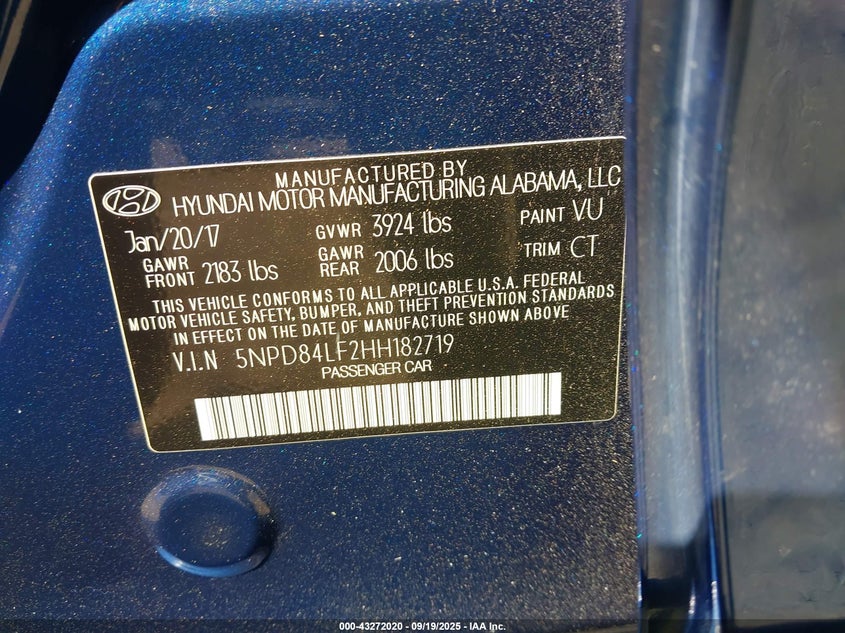 MANUFACTURED BY
HYUNDAI MOTOR MANUFACTURING ALABAMA, LLC
Jan/20/17 GVWR 3924 lbs PAINT VU
GAWR FRONT 2183 lbs GAWR REAR 2006 lbs TRIM CT
THIS VEHICLE CONFORMS TO ALL APPLICABLE U.S.A. FEDERAL
MOTOR VEHICLE SAFETY, BUMPER, AND THEFT PREVENTION STANDARDS
IN EFFECT ON THE DATE OF MANUFACTURE SHOWN ABOVE
V.I.N 5NPD84LF2HH182719
PASSENGER CAR
000-43272020 - 09/19/2025 - IAA Inc.